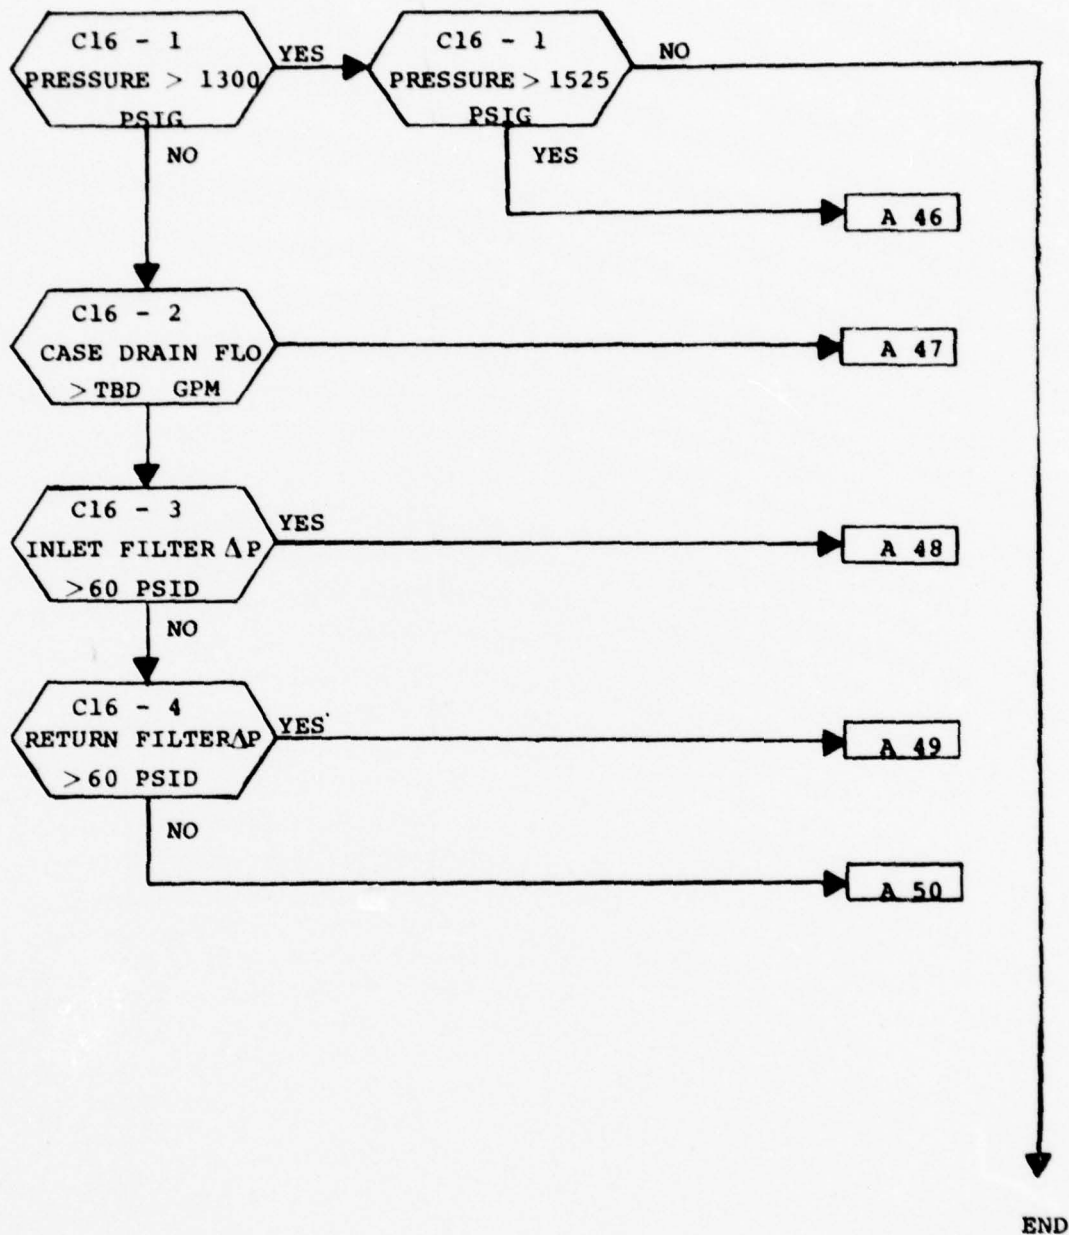 C16 - 1
PRESSURE > 1300
PSIG
YES
C16 - 1
PRESSURE > 1525
PSIG
NO
NO
YES
A 46
C16 - 2
CASE DRAIN FLO
>TBD GPM
A 47
C16 - 3
INLET FILTER ΔP
>60 PSID
YES
A 48
NO
C16 - 4
RETURN FILTERΔP
>60 PSID
YES
A 49
NO
A 50
END